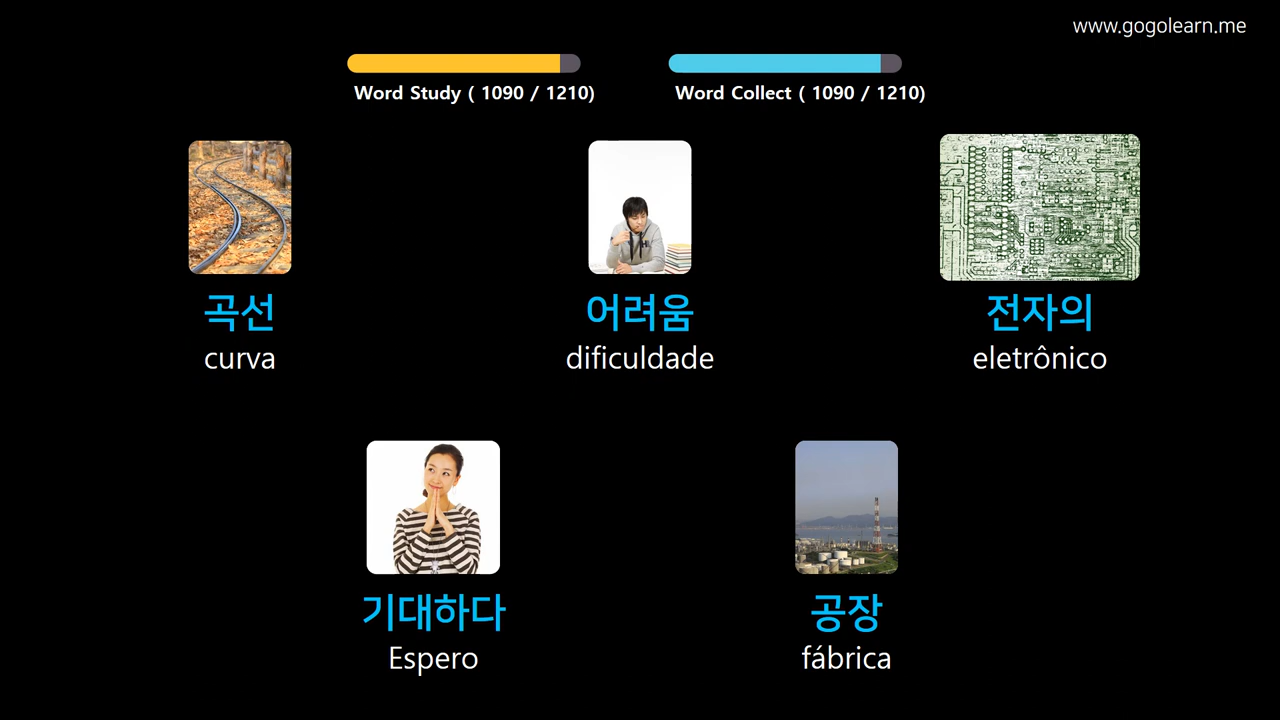 www.gogolearn.me
Word Study ( 1090 / 1210)
Word Collect ( 1090 / 1210)
곡선
curva
어려움
dificuldade
전자의
eletrônico
기대하다
Espero
공장
fábrica